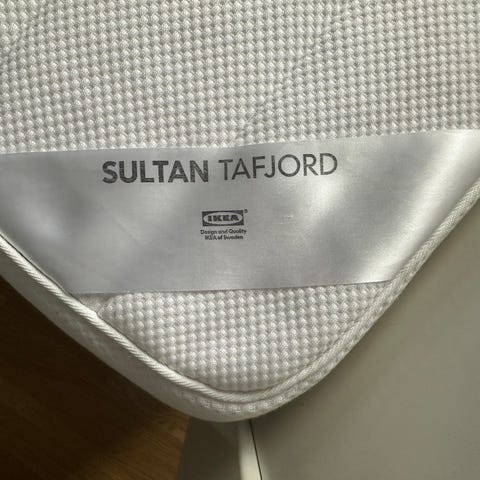 SULTAN TAFJORD
IKEA
Design and Quality
IKEA of Sweden